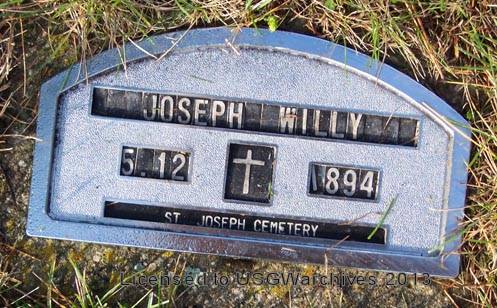 JOSEPH WILLY
5.12 1894
ST. JOSEPH CEMETERY
Licensed to USGWarchives 2013